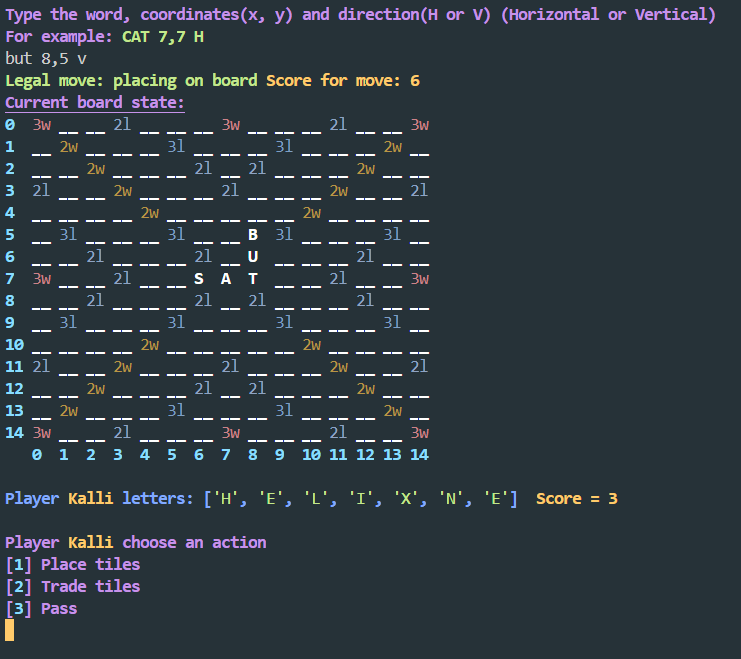 Type the word, coordinates(x, y) and direction(H or V) (Horizontal or Vertical)
For example: CAT 7,7 H
but 8,5 v
Legal move: placing on board Score for move: 6
Current board state:
0 3w __ __ 2l __ __ __ 3w __ __ __ 2l __ __ 3w
1 __ 2w __ __ __ 3l __ __ __ 3l __ __ __ 2w __
2 __ __ 2w __ __ __ 2l __ 2l __ __ __ 2w __ __
3 2l __ __ 2w __ __ __ 2l __ __ __ 2w __ __ 2l
4 __ __ __ __ 2w __ __ __ __ __ 2w __ __ __ __
5 __ 3l __ __ __ 3l __ __ B 3l __ __ __ 3l __
6 __ __ 2l __ __ __ 2l __ U __ __ __ 2l __ __
7 3w __ __ 2l __ __ S A T __ __ 2l __ __ 3w
8 __ __ 2l __ __ __ 2l __ 2l __ __ __ 2l __ __
9 __ 3l __ __ __ 3l __ __ __ 3l __ __ __ 3l __
10 __ __ __ __ 2w __ __ __ __ __ 2w __ __ __ __
11 2l __ __ 2w __ __ __ 2l __ __ __ 2w __ __ 2l
12 __ __ 2w __ __ __ 2l __ 2l __ __ __ 2w __ __
13 __ 2w __ __ __ 3l __ __ __ 3l __ __ __ 2w __
14 3w __ __ 2l __ __ __ 3w __ __ __ 2l __ __ 3w
0 1 2 3 4 5 6 7 8 9 10 11 12 13 14
Player Kalli letters: ['H', 'E', 'L', 'I', 'X', 'N', 'E'] Score = 3
Player Kalli choose an action
[1] Place tiles
[2] Trade tiles
[3] Pass